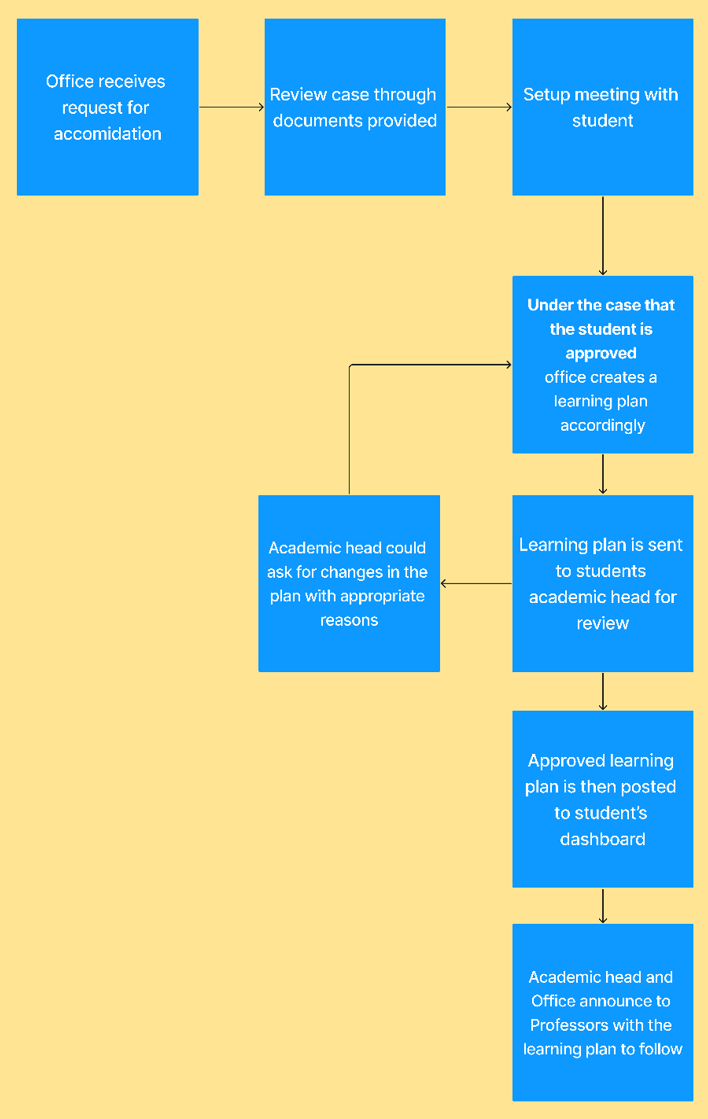 Office receives
request for
accomidation
Review case through
documents provided
Setup meeting with
student
Under the case that
the student is
approved
office creates a
learning plan
accordingly
Learning plan is sent
to students
academic head for
review
Academic head could
ask for changes in the
plan with appropriate
reasons
Approved learning
plan is then posted
to student’s
dashboard
Academic head and
Office announce to
Professors with the
learning plan to follow